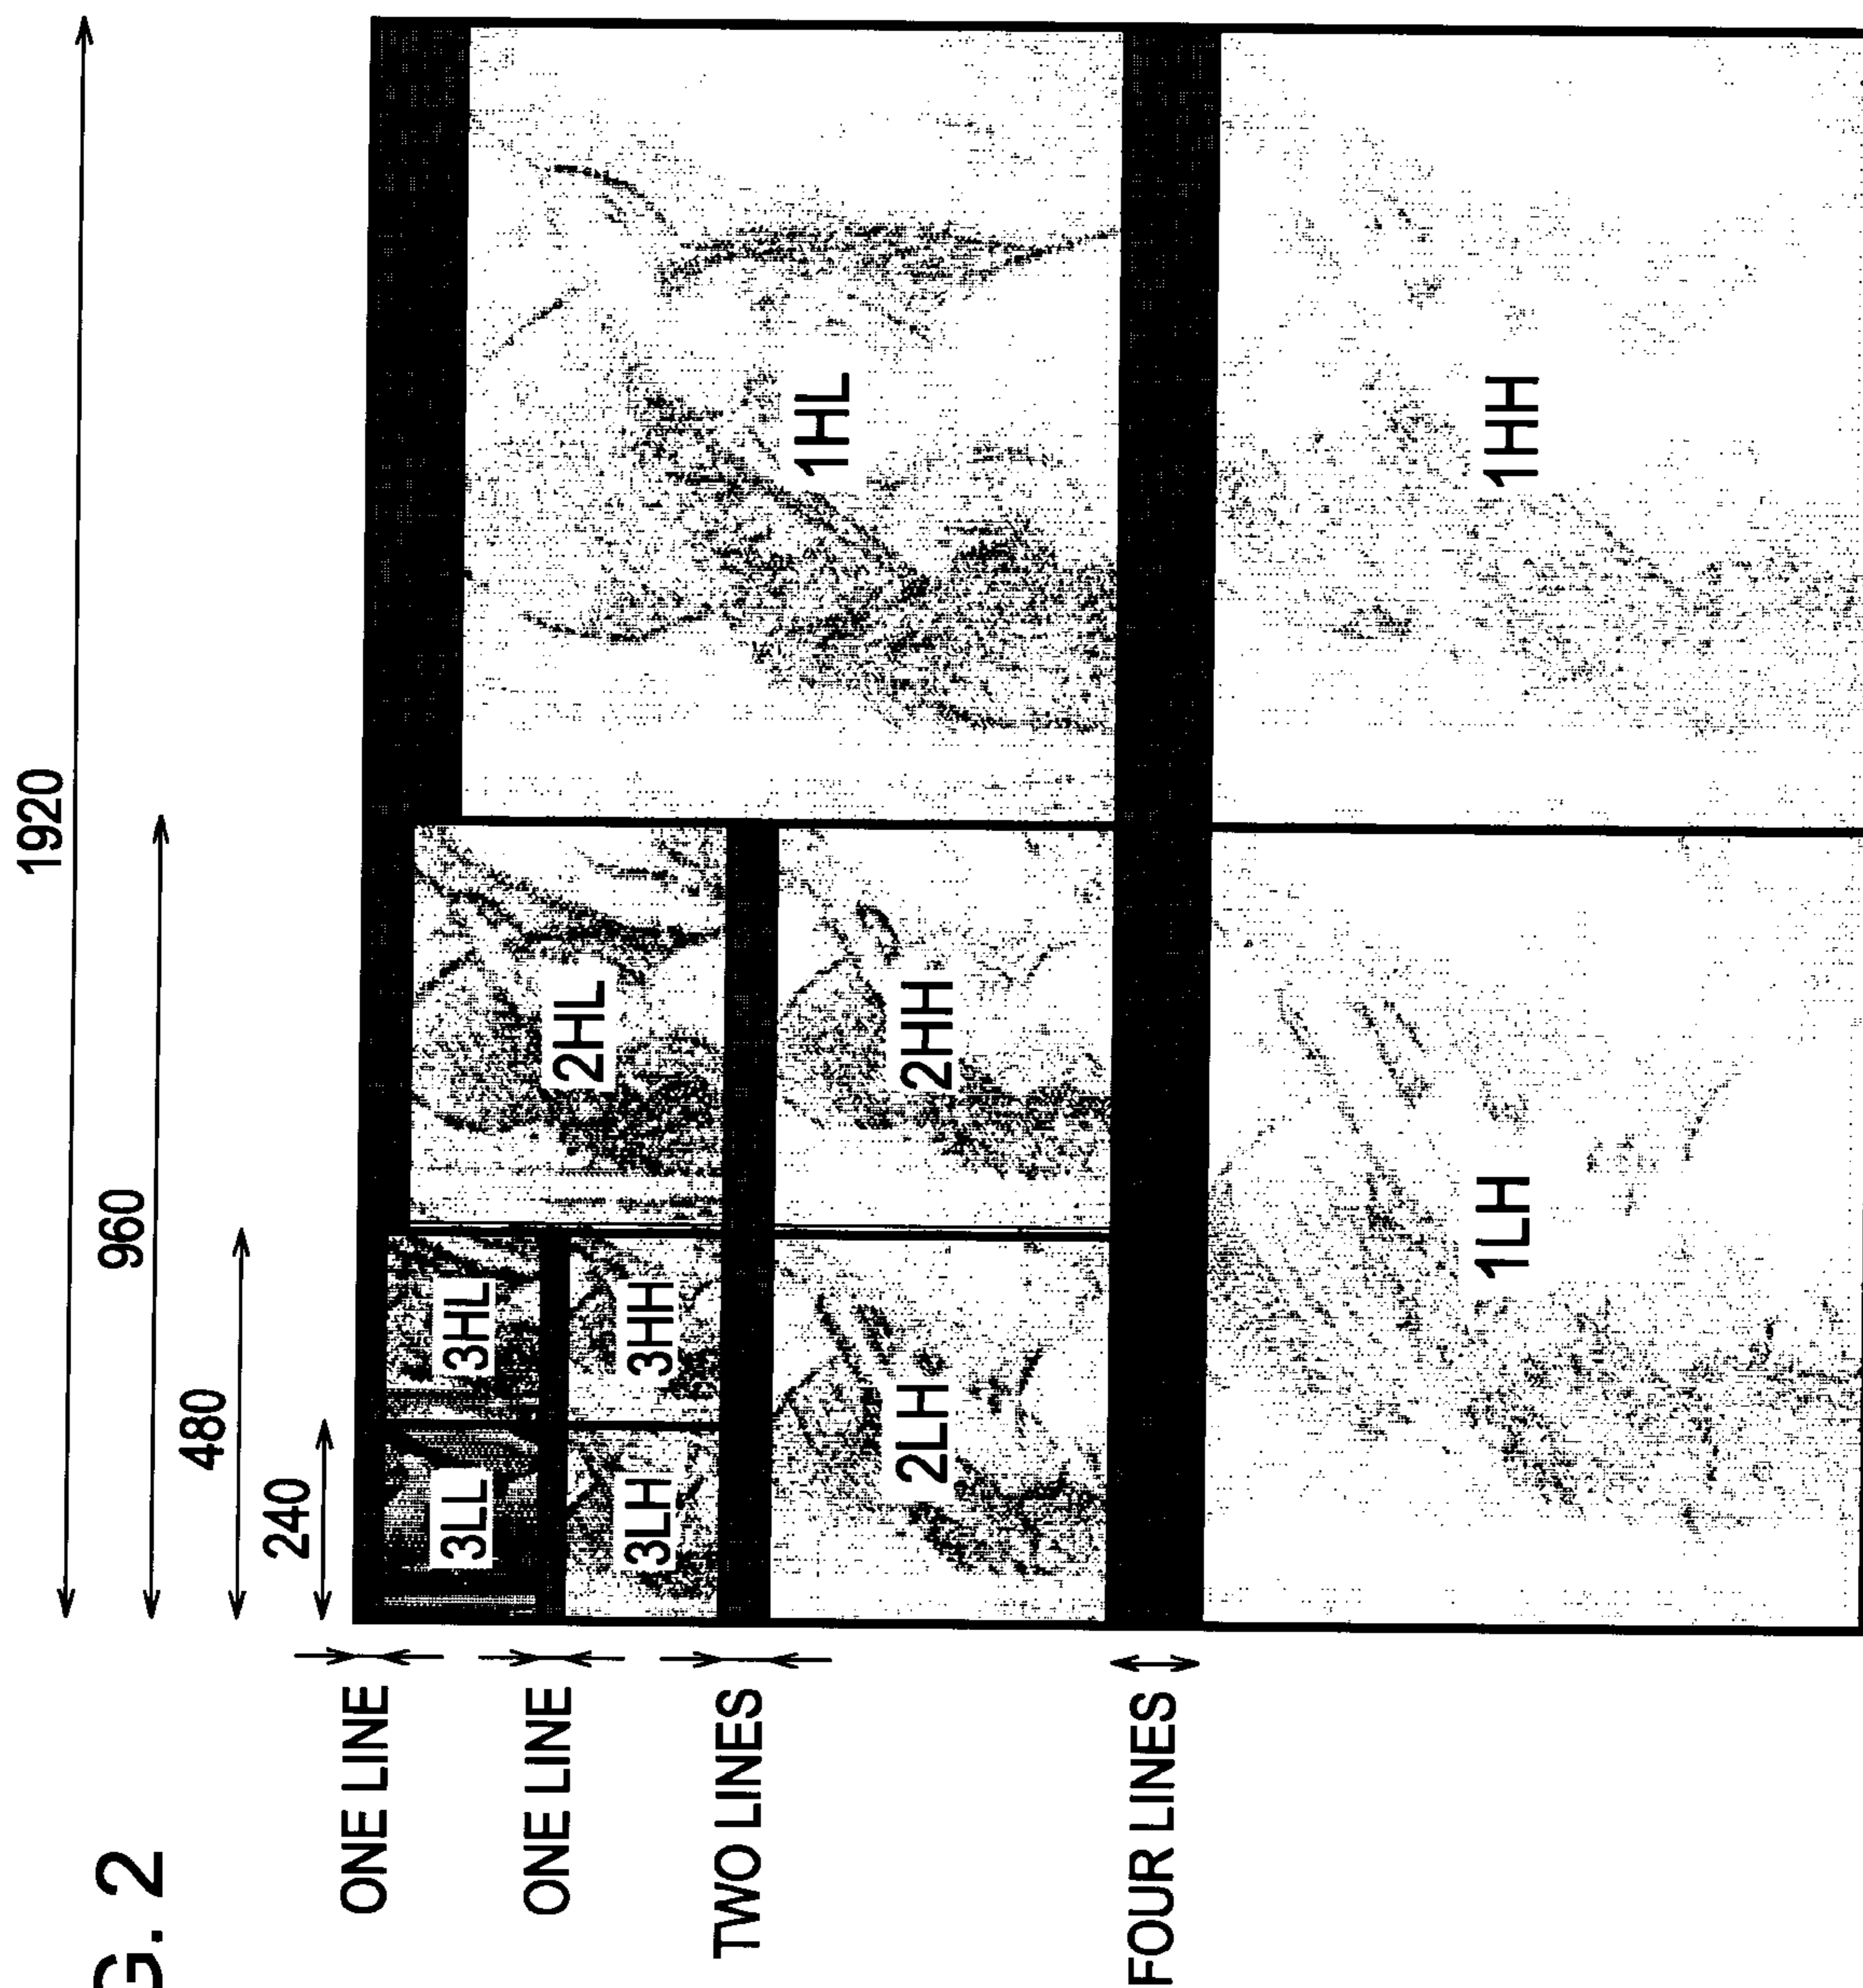 G. 2
1920
960
480
240
ONE LINE
3LL
3HL
ONE LINE
2HL
3LH
3HH
TWO LINES
1HL
2LH
2HH
FOUR LINES
1LH
1HH